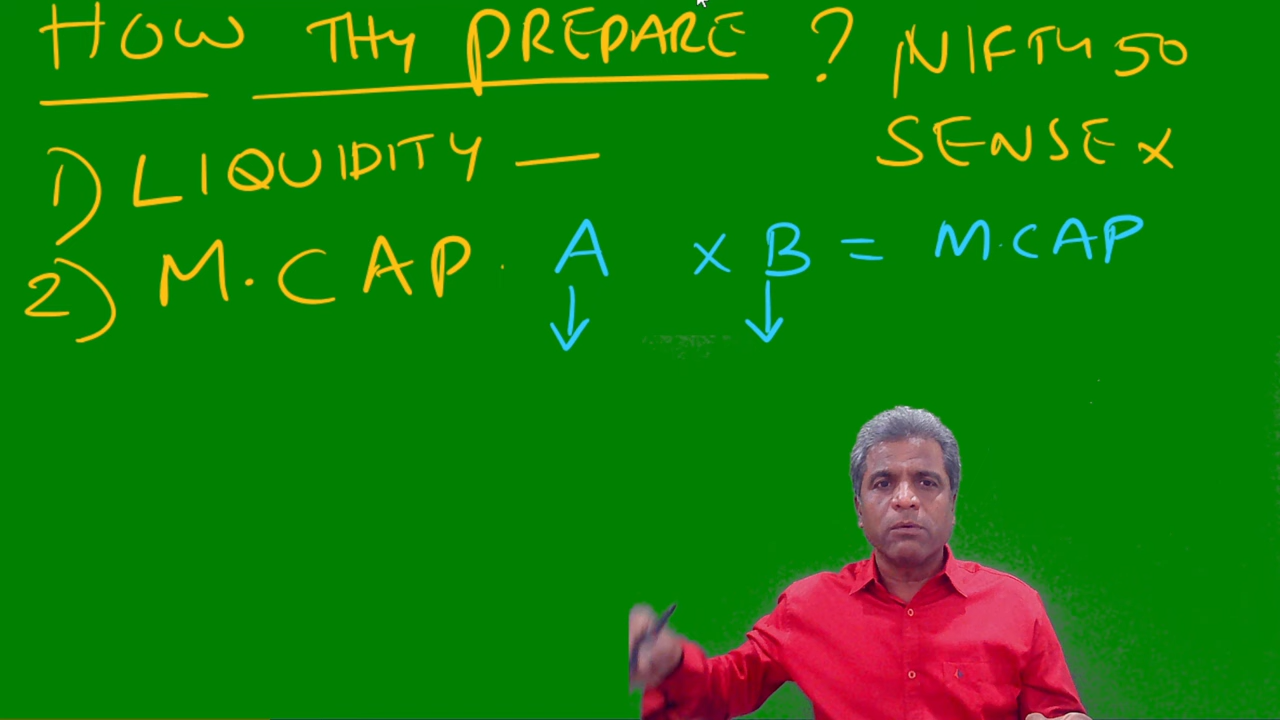 HOW THY PREPARE ? NIFTY 50
SENSEX
1) LIQUIDITY —
2) M.CAP. A x B = M.CAP